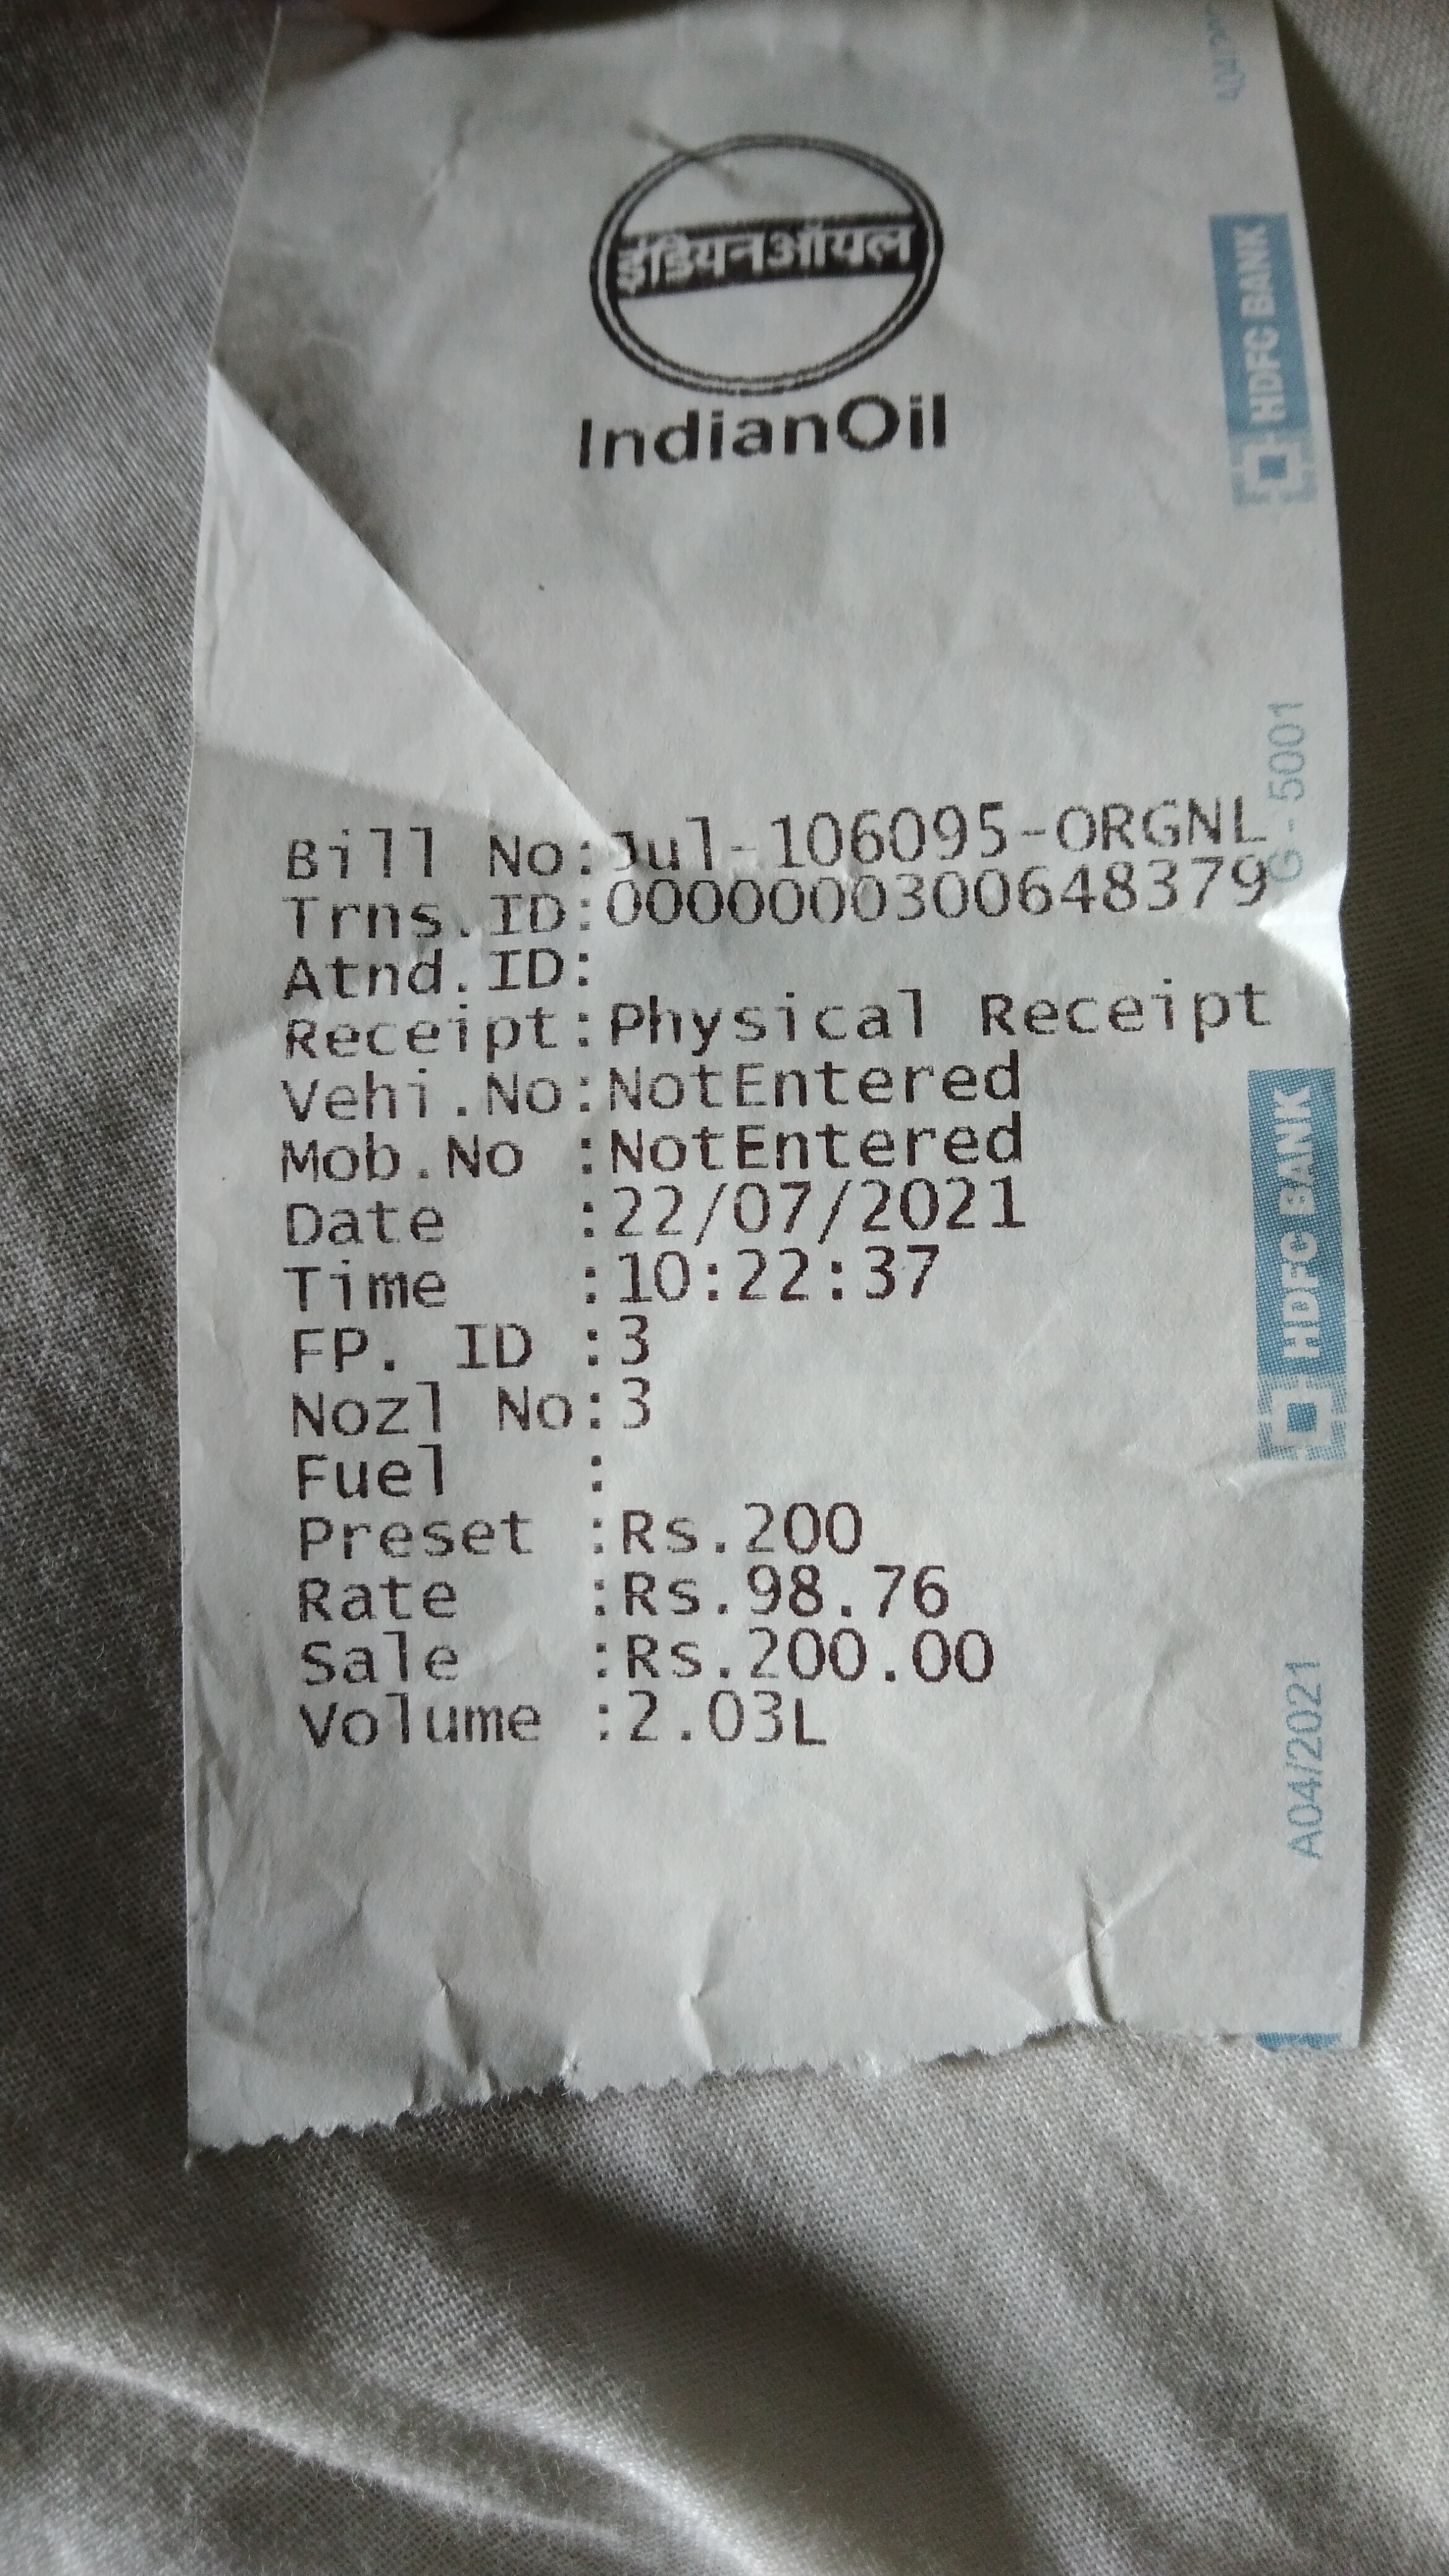 इंडियनऑयल
IndianOil
Bill No:Jul-106095-ORGNL
Trns.ID:0000000300648379
Atnd.ID:
Receipt:Physical Receipt
Vehi.No:NotEntered
Mob.No :NotEntered
Date :22/07/2021
Time :10:22:37
FP. ID :3
Nozl No:3
Fuel :
Preset :Rs.200
Rate :Rs.98.76
Sale :Rs.200.00
Volume :2.03L
HDFC BANK
G-5001
HDFC BANK
A04/2021